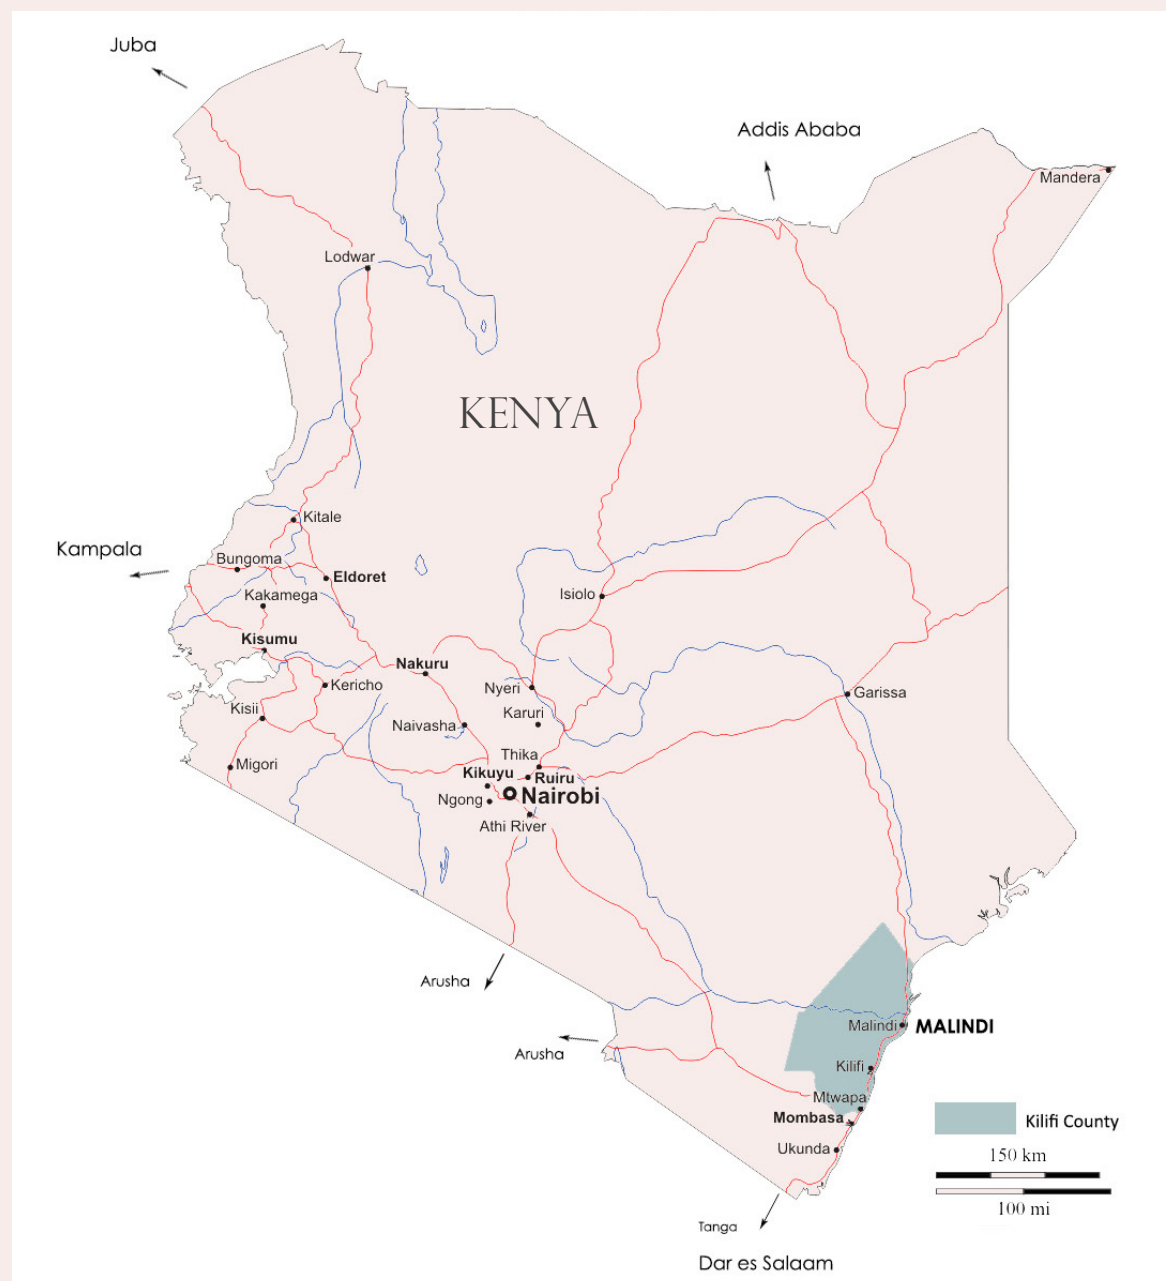 Juba
Addis Ababa
Mandera
Lodwar
KENYA
Kitale
Kampala
Bungoma
Eldoret
Isiolo
Kakamega
Kisumu
Nakuru
Kericho
Nyeri
Garissa
Kisii
Karuri
Naivasha
Thika
Migori
Kikuyu
Ruiru
Nairobi
Ngong
Athi River
Arusha
Malindi
MALINDI
Arusha
Kilifi
Mtwapa
Mombasa
Kilifi County
Ukunda
150 km
100 mi
Tanga
Dar es Salaam